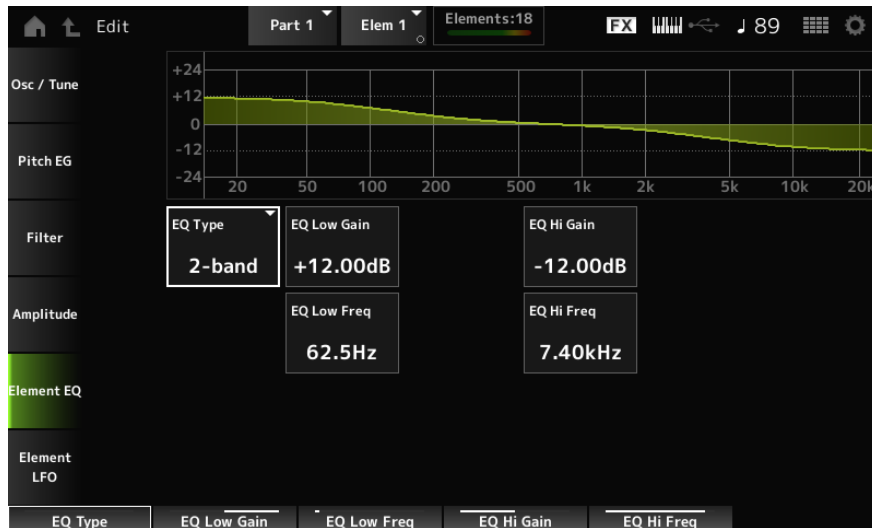 Edit
Part 1
Elem 1
Elements:18
FX
♩ 89
Osc / Tune
Pitch EG
Filter
Amplitude
Element EQ
Element
LFO
+24
+12
0
-12
-24
20 50 100 200 500 1k 2k 5k 10k 20k
EQ Type
2-band
EQ Low Gain
+12.00dB
EQ Hi Gain
-12.00dB
EQ Low Freq
62.5Hz
EQ Hi Freq
7.40kHz
EQ Type EQ Low Gain EQ Low Freq EQ Hi Gain EQ Hi Freq